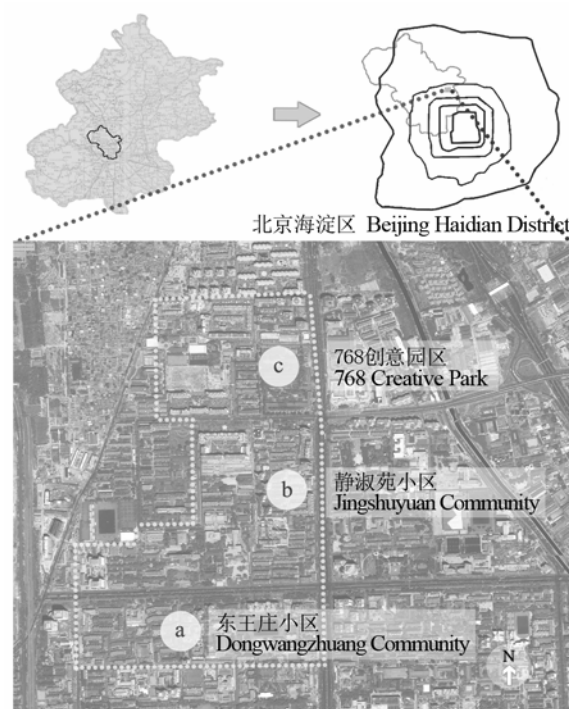 北京海淀区 Beijing Haidian District
c
768创意园区
768 Creative Park
b
静淑苑小区
Jingshuyuan Community
a
东王庄小区
Dongwangzhuang Community
N